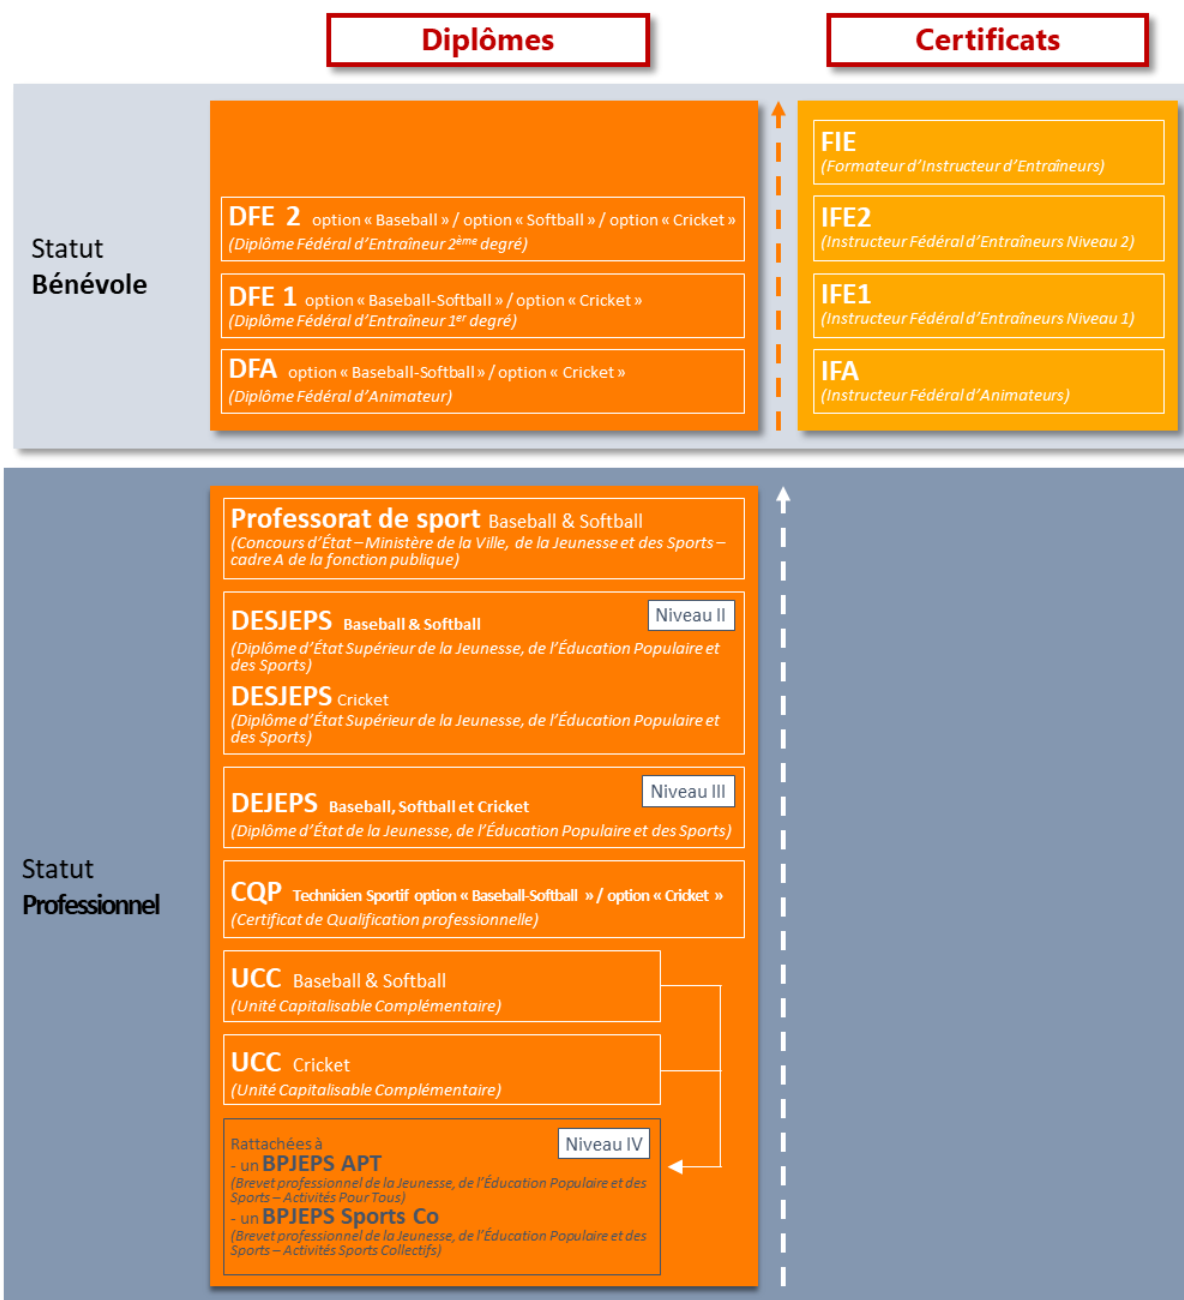 Diplômes
Certificats
Statut
Bénévole
DFE 2 option « Baseball » / option « Softball » / option « Cricket »
(Diplôme Fédéral d'Entraîneur 2ème degré)
DFE 1 option « Baseball-Softball » / option « Cricket »
(Diplôme Fédéral d'Entraîneur 1er degré)
DFA option « Baseball-Softball » / option « Cricket »
(Diplôme Fédéral d'Animateur)
FIE
(Formateur d'Instructeur d'Entraîneurs)
IFE2
(Instructeur Fédéral d'Entraîneurs Niveau 2)
IFE1
(Instructeur Fédéral d'Entraîneurs Niveau 1)
IFA
(Instructeur Fédéral d'Animateurs)
Statut
Professionnel
Professorat de sport Baseball & Softball
(Concours d'État – Ministère de la Ville, de la Jeunesse et des Sports –
cadre A de la fonction publique)
DESJEPS Baseball & Softball
Niveau II
(Diplôme d'État Supérieur de la Jeunesse, de l'Éducation Populaire et
des Sports)
DESJEPS Cricket
(Diplôme d'État Supérieur de la Jeunesse, de l'Éducation Populaire et
des Sports)
DEJEPS Baseball, Softball et Cricket
Niveau III
(Diplôme d'État de la Jeunesse, de l'Éducation Populaire et des Sports)
CQP Technicien Sportif option « Baseball-Softball » / option « Cricket »
(Certificat de Qualification professionnelle)
UCC Baseball & Softball
(Unité Capitalisable Complémentaire)
UCC Cricket
(Unité Capitalisable Complémentaire)
Rattachées à
Niveau IV
- un BPJEPS APT
(Brevet professionnel de la Jeunesse, de l'Éducation Populaire et des
Sports – Activités Pour Tous)
- un BPJEPS Sports Co
(Brevet professionnel de la Jeunesse, de l'Éducation Populaire et des
Sports – Activités Sports Collectifs)